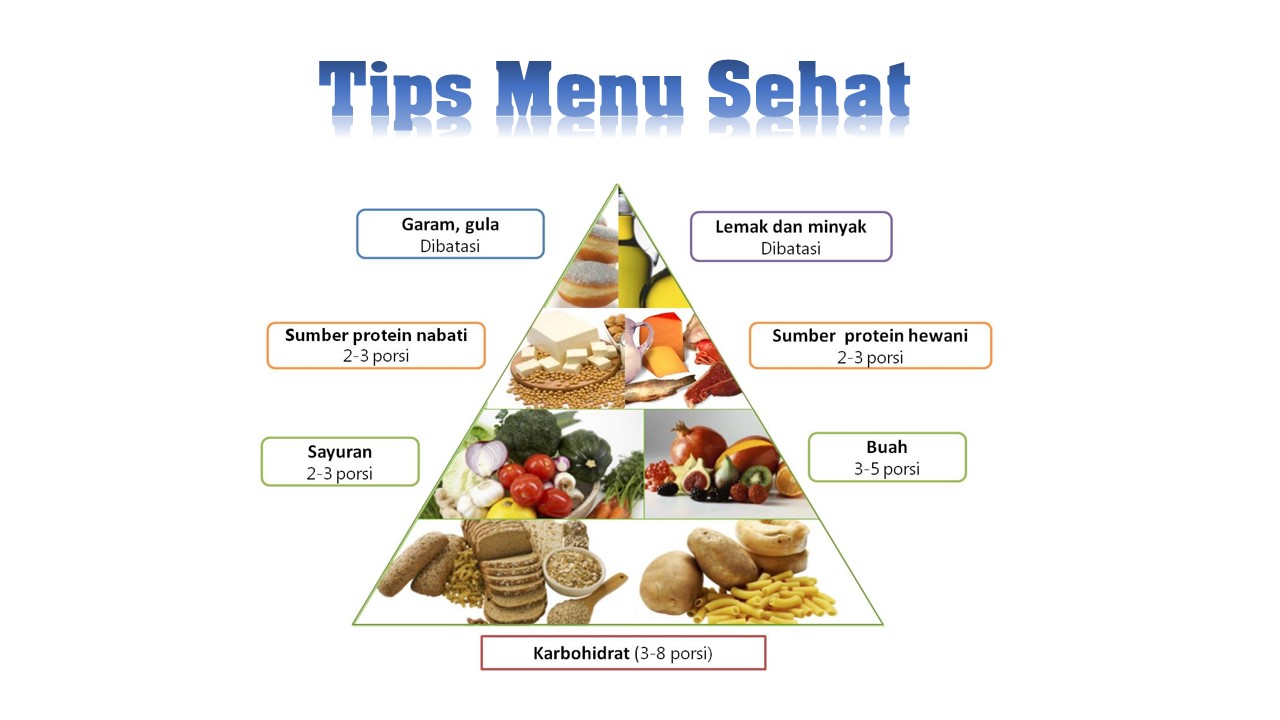 Tips Menu Sehat
Garam, gula
Dibatasi
Lemak dan minyak
Dibatasi
Sumber protein nabati
2-3 porsi
Sumber protein hewani
2-3 porsi
Sayuran
2-3 porsi
Buah
3-5 porsi
Karbohidrat (3-8 porsi)